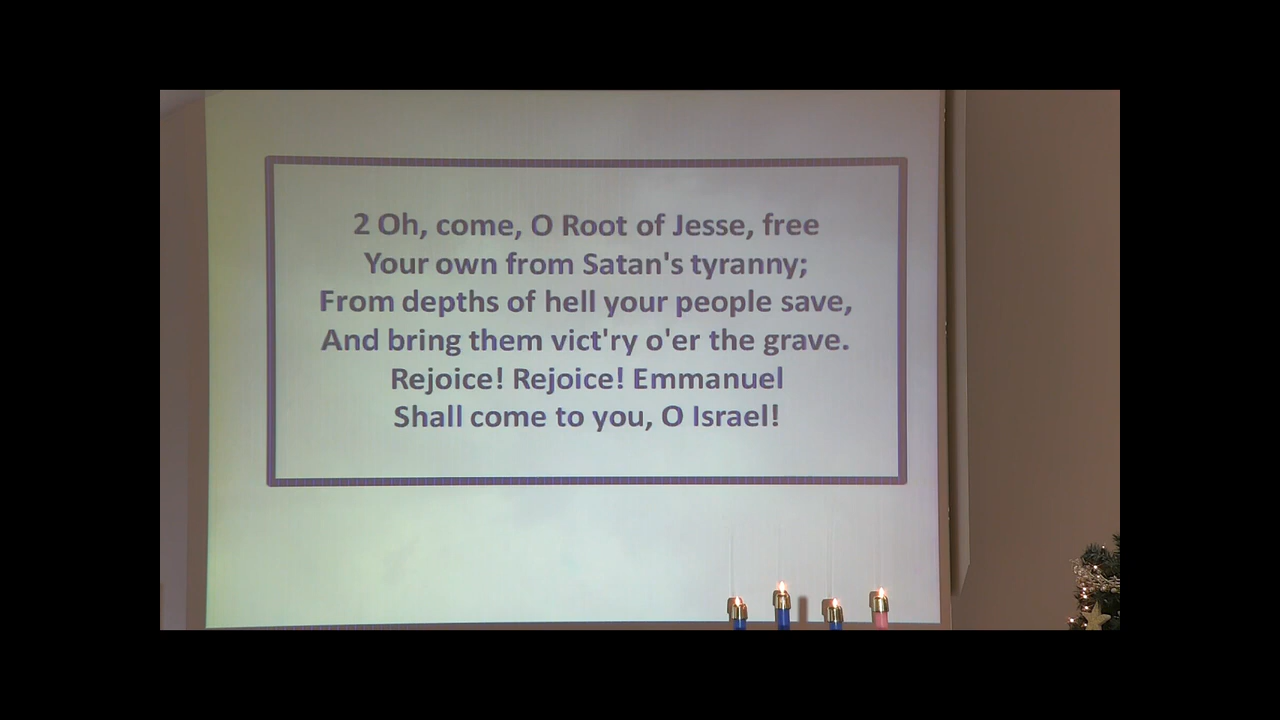 2 Oh, come, O Root of Jesse, free
Your own from Satan's tyranny;
From depths of hell your people save,
And bring them vict'ry o'er the grave.
Rejoice! Rejoice! Emmanuel
Shall come to you, O Israel!